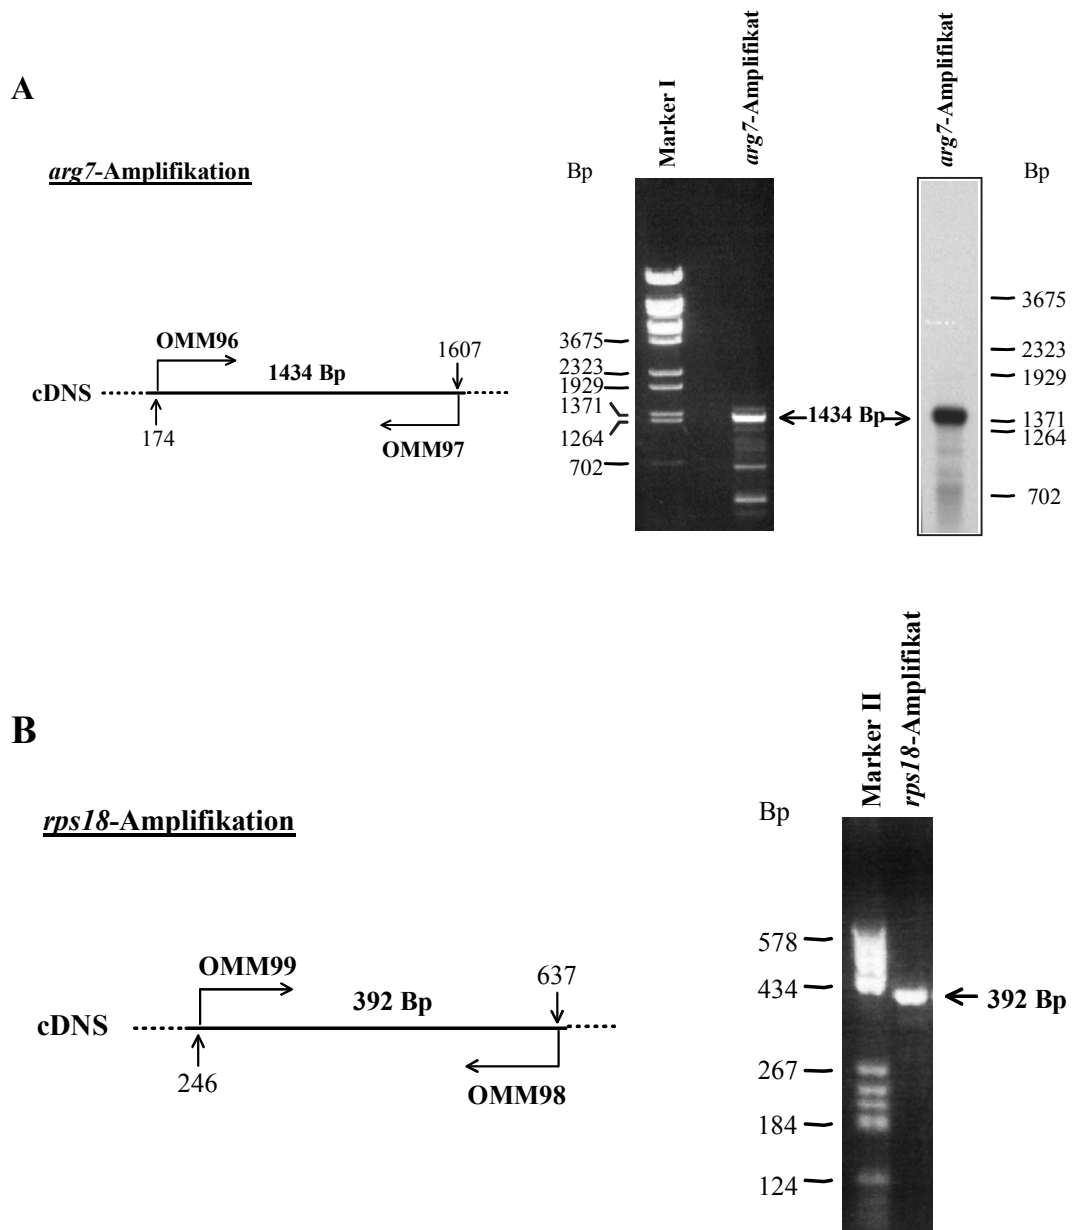 A
arg7-Amplifikation
cDNS
OMM96
1434 Bp
1607
174
OMM97
Bp
Marker I
arg7-Amplifikat
3675
2323
1929
1371
1264
702
1434 Bp
arg7-Amplifikat
Bp
3675
2323
1929
1371
1264
702
B
rps18-Amplifikation
cDNS
OMM99
392 Bp
637
246
OMM98
Bp
Marker II
rps18-Amplifikat
578
434
267
184
124
392 Bp